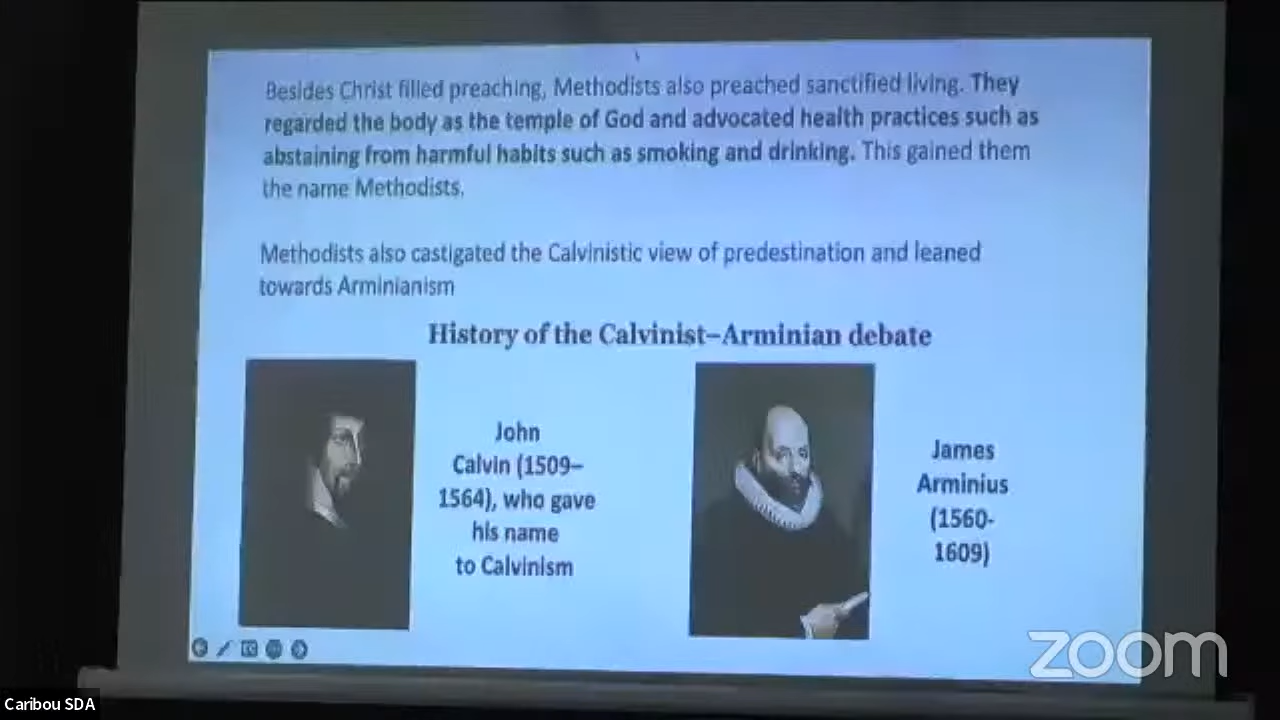 Besides Christ filled preaching, Methodists also preached sanctified living. They
regarded the body as the temple of God and advocated health practices such as
abstaining from harmful habits such as smoking and drinking. This gained them
the name Methodists.
Methodists also castigated the Calvinistic view of predestination and leaned
towards Arminianism
History of the Calvinist–Arminian debate
John
Calvin (1509–
1564), who gave
his name
to Calvinism
James
Arminius
(1560-
1609)
zoom
Caribou SDA